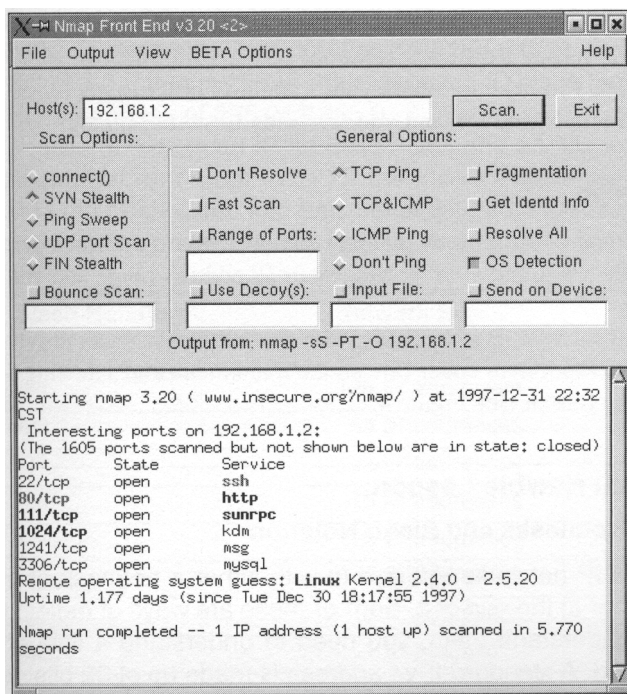 Nmap Front End v3.20 <2>
File Output View BETA Options Help
Host(s): 192.168.1.2 Scan. Exit
Scan Options: General Options:
connect() Don't Resolve TCP Ping Fragmentation
SYN Stealth Fast Scan TCP&ICMP Get Identd Info
Ping Sweep Range of Ports: ICMP Ping Resolve All
UDP Port Scan Don't Ping OS Detection
FIN Stealth
Bounce Scan: Use Decoy(s): Input File: Send on Device:
Output from: nmap -sS -PT -O 192.168.1.2
Starting nmap 3.20 ( www.insecure.org/nmap/ ) at 1997-12-31 22:32
CST
Interesting ports on 192.168.1.2:
(The 1605 ports scanned but not shown below are in state: closed)
Port State Service
22/tcp open ssh
80/tcp open http
111/tcp open sunrpc
1024/tcp open kdm
1241/tcp open msg
3306/tcp open mysql
Remote operating system guess: Linux Kernel 2.4.0 - 2.5.20
Uptime 1.177 days (since Tue Dec 30 18:17:55 1997)
Nmap run completed -- 1 IP address (1 host up) scanned in 5.770
seconds